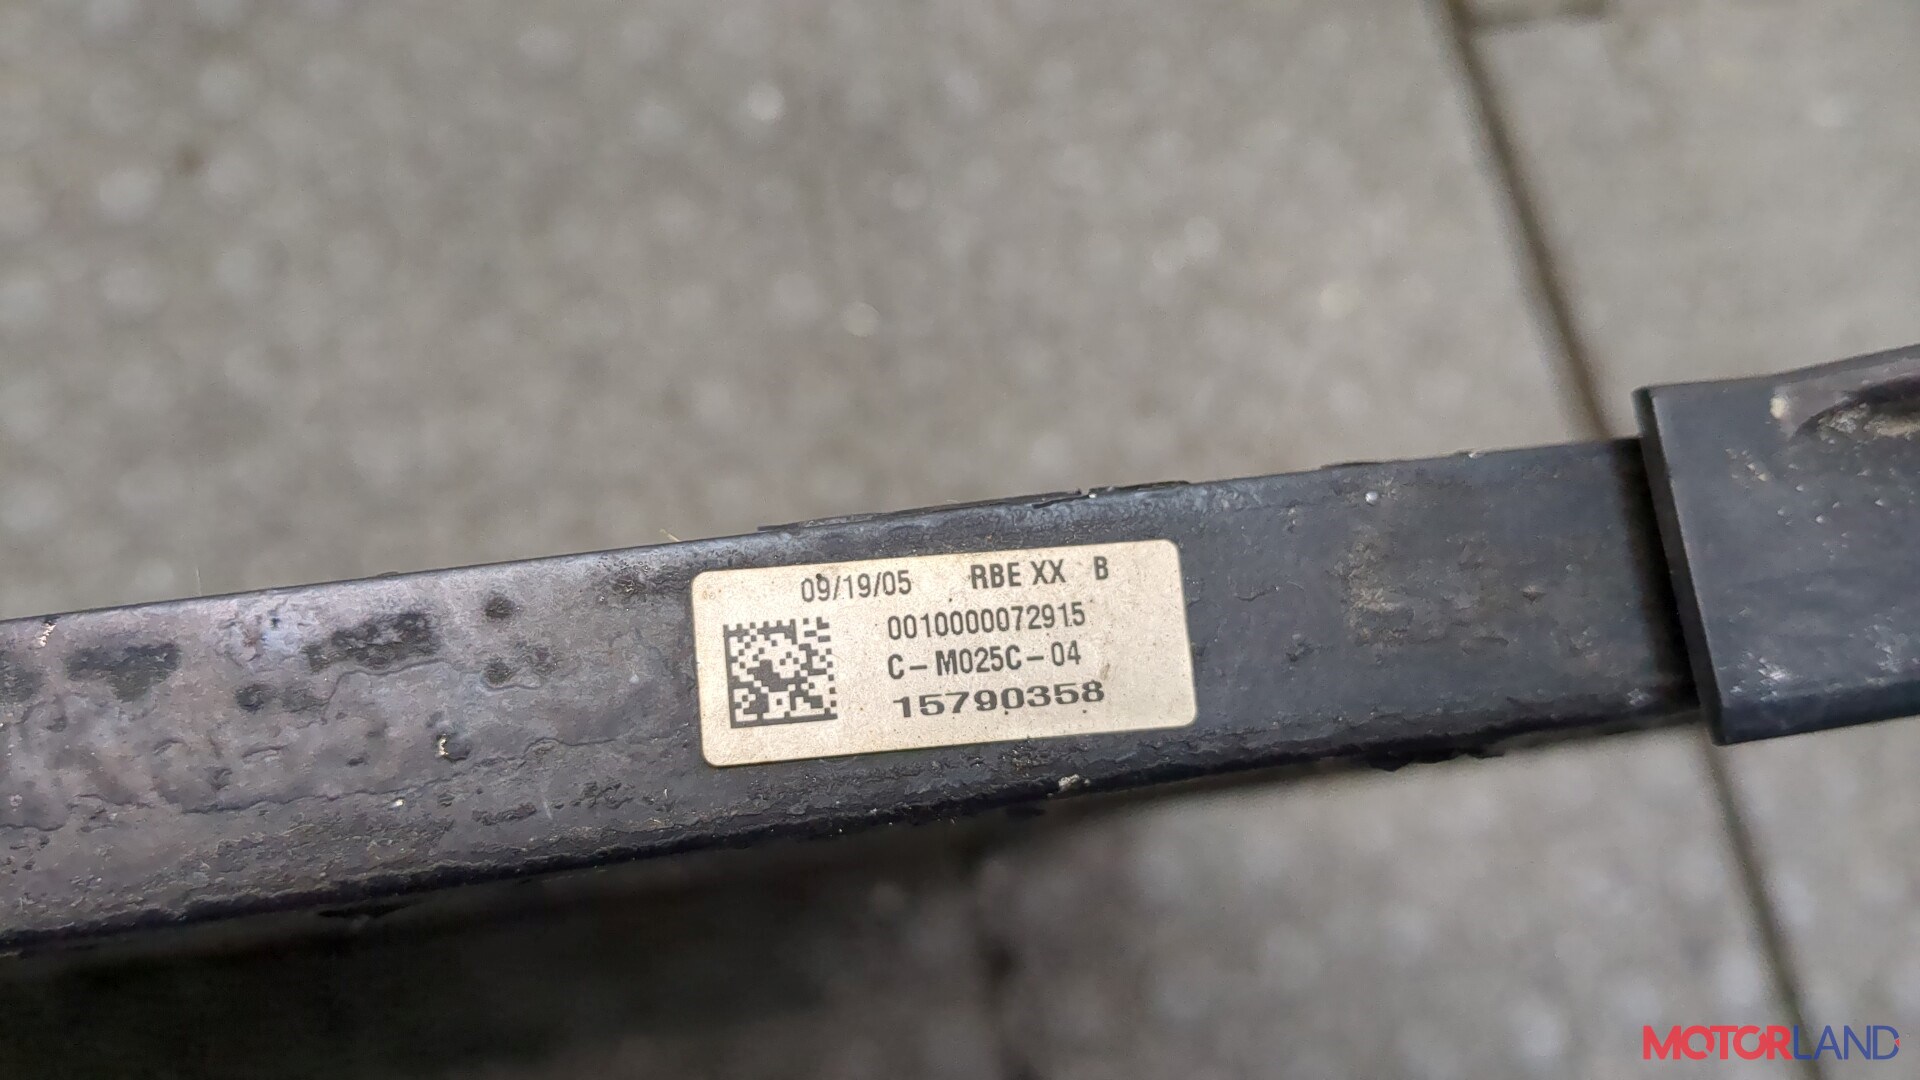 09/19/05 RBE XX B
0010000072915
C-M025C-04
15790358
MOTORLAND